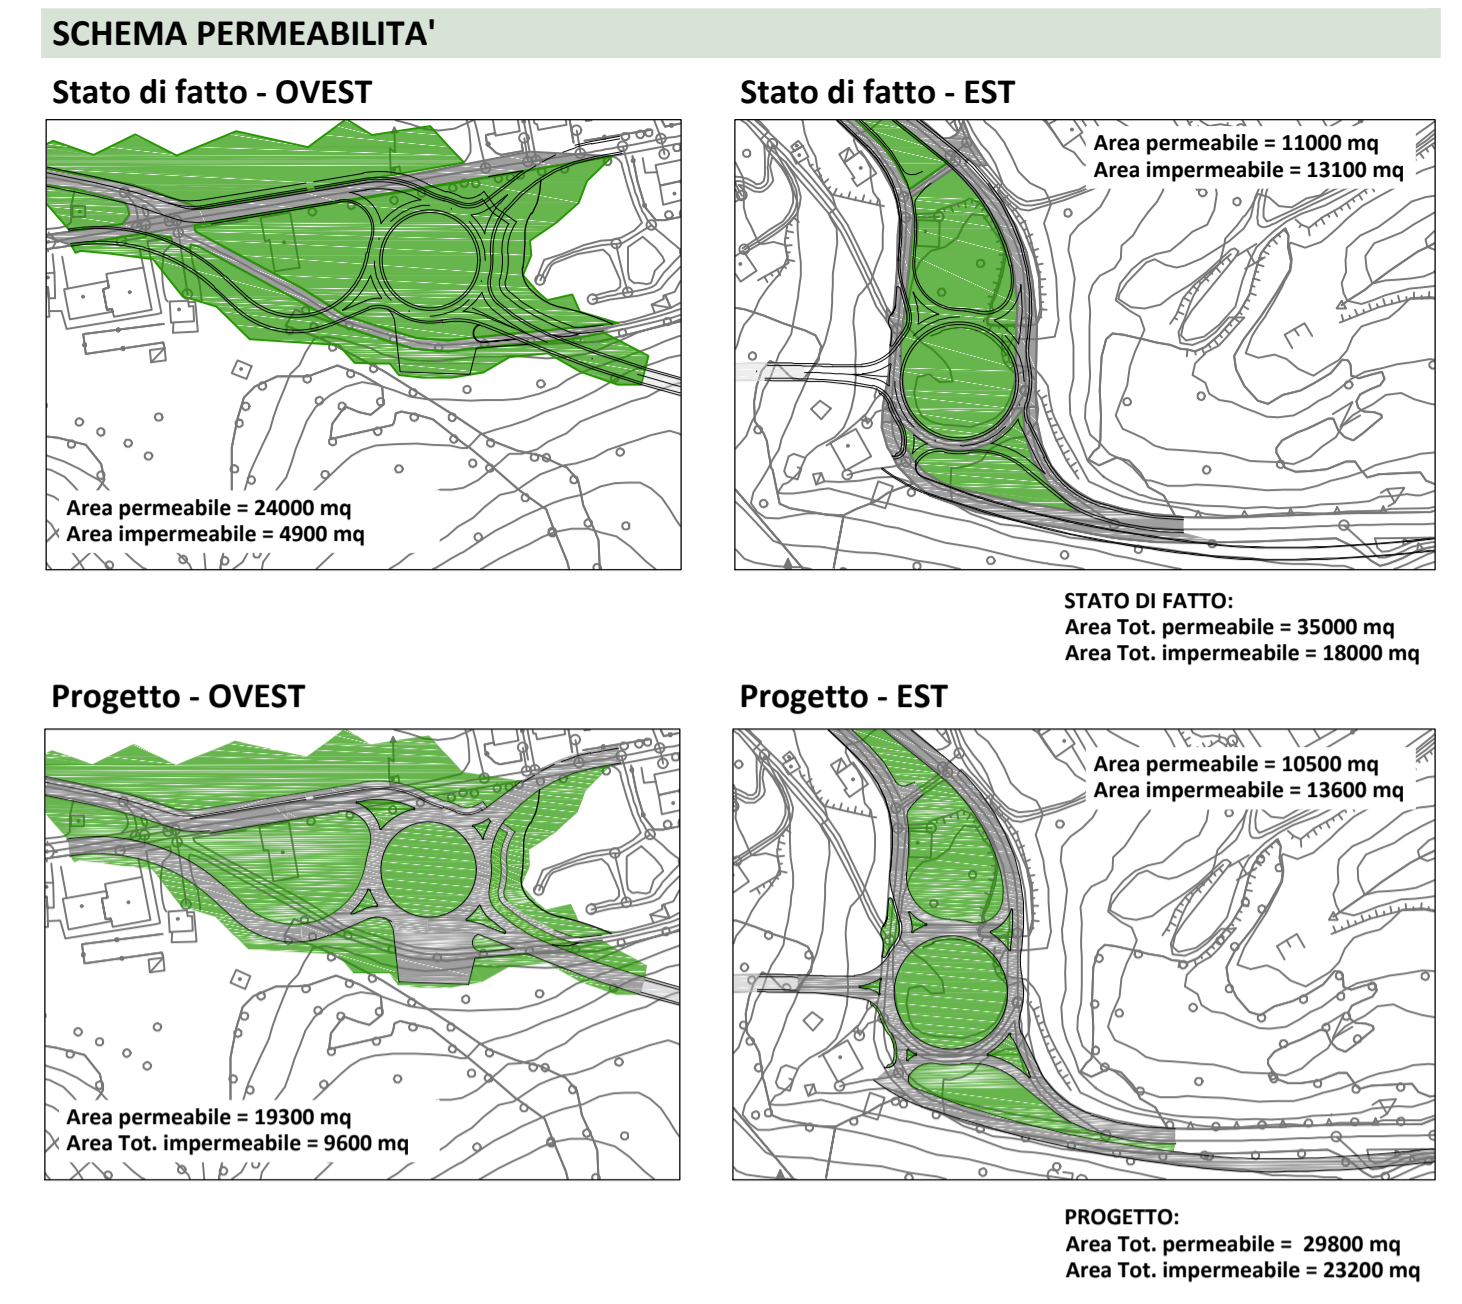 SCHEMA PERMEABILITA'
Stato di fatto - OVEST
Stato di fatto - EST
Area permeabile = 11000 mq
Area impermeabile = 13100 mq
Area permeabile = 24000 mq
Area impermeabile = 4900 mq
STATO DI FATTO:
Area Tot. permeabile = 35000 mq
Area Tot. impermeabile = 18000 mq
Progetto - OVEST
Progetto - EST
Area permeabile = 10500 mq
Area impermeabile = 13600 mq
Area permeabile = 19300 mq
Area Tot. impermeabile = 9600 mq
PROGETTO:
Area Tot. permeabile =  29800 mq
Area Tot. impermeabile = 23200 mq